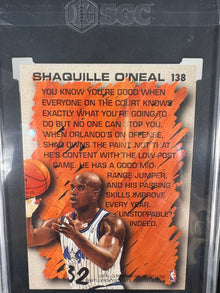 SGC
SHAQUILLE O'NEAL 138
YOU KNOW YOU'RE GOOD WHEN
EVERYONE ON THE COURT KNOWS
EXACTLY WHAT YOU'RE GOING TO
DO BUT NO ONE CAN STOP YOU.
WHEN ORLANDO'S ON OFFENSE,
SHAQ OWNS THE PAINT. NOT THAT
HE'S CONTENT WITH THE LOW-POST
GAME. HE HAS A GOOD MID-
RANGE JUMPER,
AND HIS PASSING
SKILLS IMPROVE
EVERY YEAR.
UNSTOPPABLE?
INDEED.
32